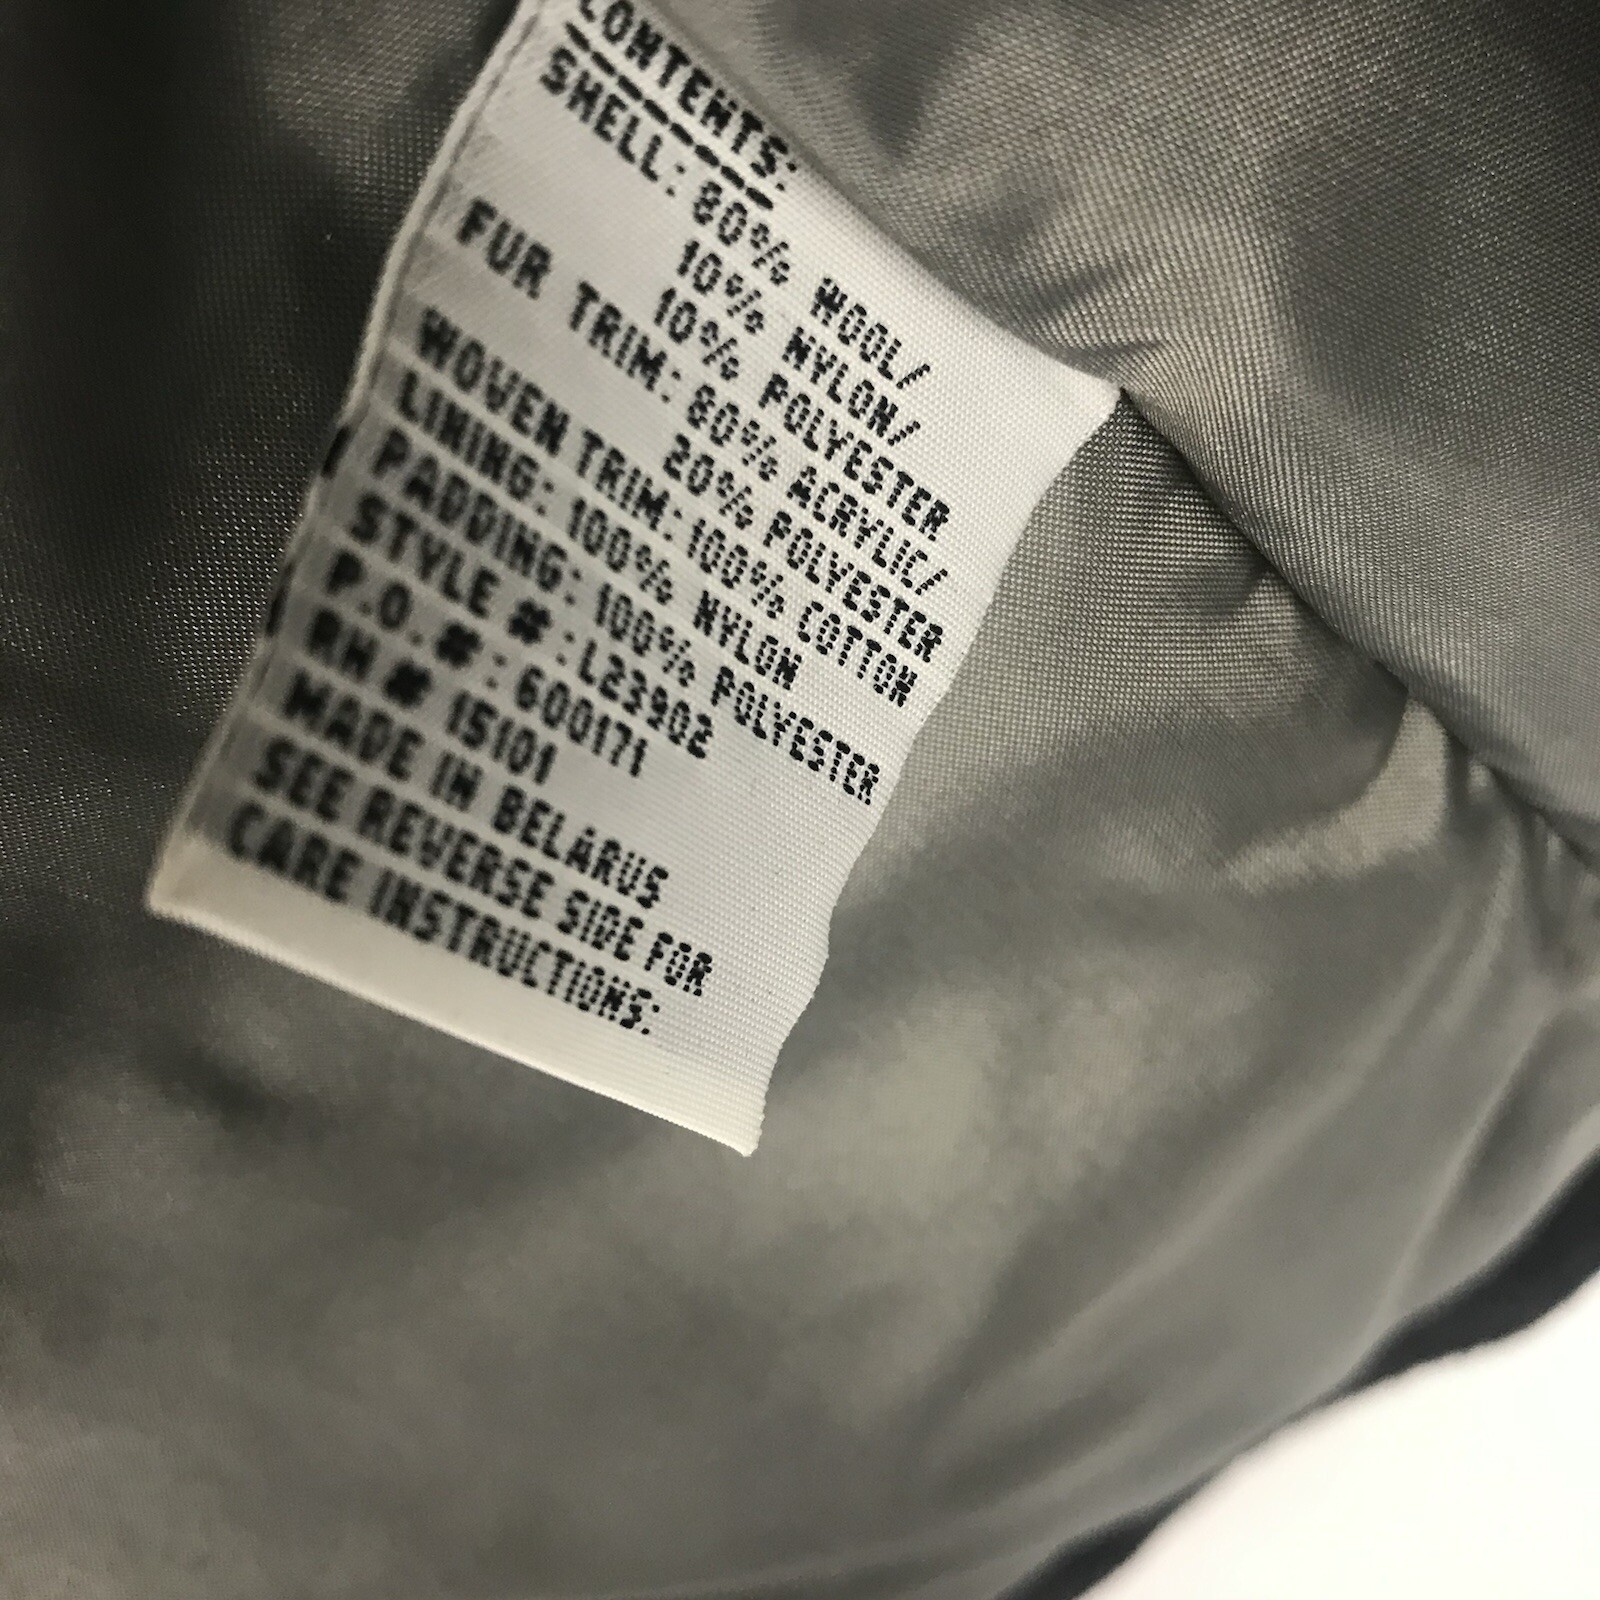 CONTENTS:
SHELL: 80% WOOL/
10% NYLON/
10% POLYESTER
FUR TRIM: 80% ACRYLIC/
20% POLYESTER
WOVEN TRIM: 100% COTTON
LINING: 100% NYLON
PADDING: 100% POLYESTER
STYLE #: L23902
P.O. #: 600171
RN # 15101
MADE IN BELARUS
SEE REVERSE SIDE FOR
CARE INSTRUCTIONS: